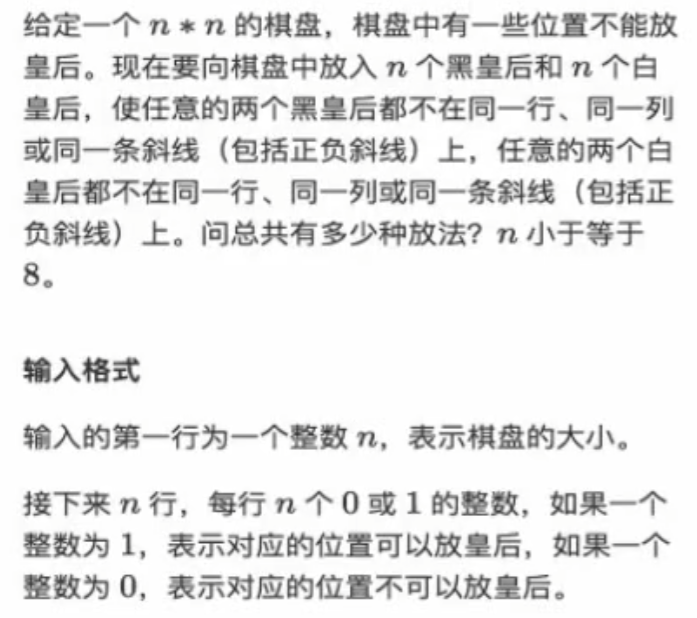 给定一个 n * n 的棋盘，棋盘中有一些位置不能放
皇后。现在要向棋盘中放入 n 个黑皇后和 n 个白
皇后，使任意的两个黑皇后都不在同一行、同一列
或同一条斜线（包括正负斜线）上，任意的两个白
皇后都不在同一行、同一列或同一条斜线（包括正
负斜线）上。问总共有多少种放法？n 小于等于
8。
输入格式
输入的第一行为一个整数 n，表示棋盘的大小。
接下来 n 行，每行 n 个 0 或 1 的整数，如果一个
整数为 1，表示对应的位置可以放皇后，如果一个
整数为 0，表示对应的位置不可以放皇后。